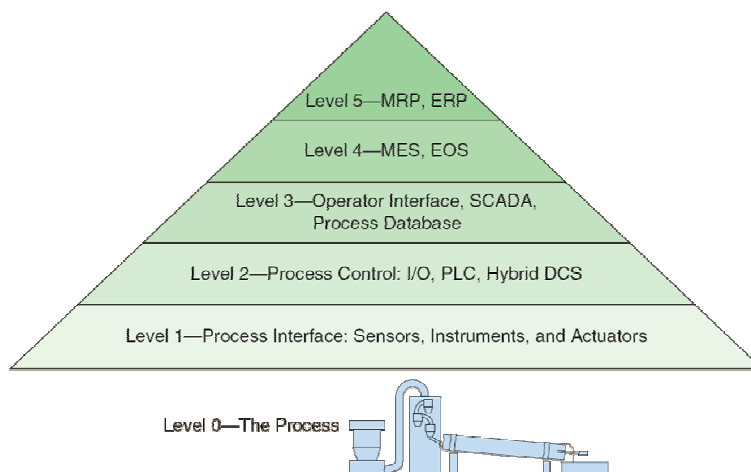 Level 5—MRP, ERP
Level 4—MES, EOS
Level 3—Operator Interface, SCADA,
Process Database
Level 2—Process Control: I/O, PLC, Hybrid DCS
Level 1—Process Interface: Sensors, Instruments, and Actuators
Level 0—The Process